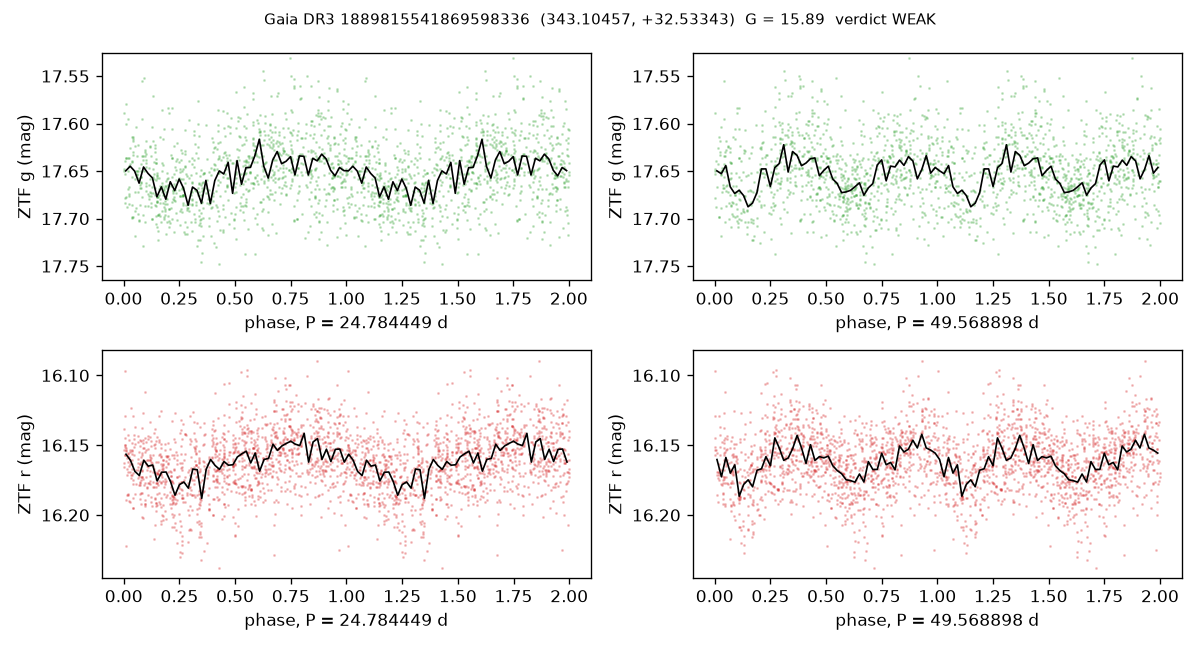 Gaia DR3 1889815541869598336 (343.10457, +32.53343) G = 15.89 verdict WEAK
ZTF g (mag)
17.55
17.60
17.65
17.70
17.75
0.00 0.25 0.50 0.75 1.00 1.25 1.50 1.75 2.00
phase, P = 24.784449 d
ZTF g (mag)
17.55
17.60
17.65
17.70
17.75
0.00 0.25 0.50 0.75 1.00 1.25 1.50 1.75 2.00
phase, P = 49.568898 d
ZTF r (mag)
16.10
16.15
16.20
0.00 0.25 0.50 0.75 1.00 1.25 1.50 1.75 2.00
phase, P = 24.784449 d
ZTF r (mag)
16.10
16.15
16.20
0.00 0.25 0.50 0.75 1.00 1.25 1.50 1.75 2.00
phase, P = 49.568898 d